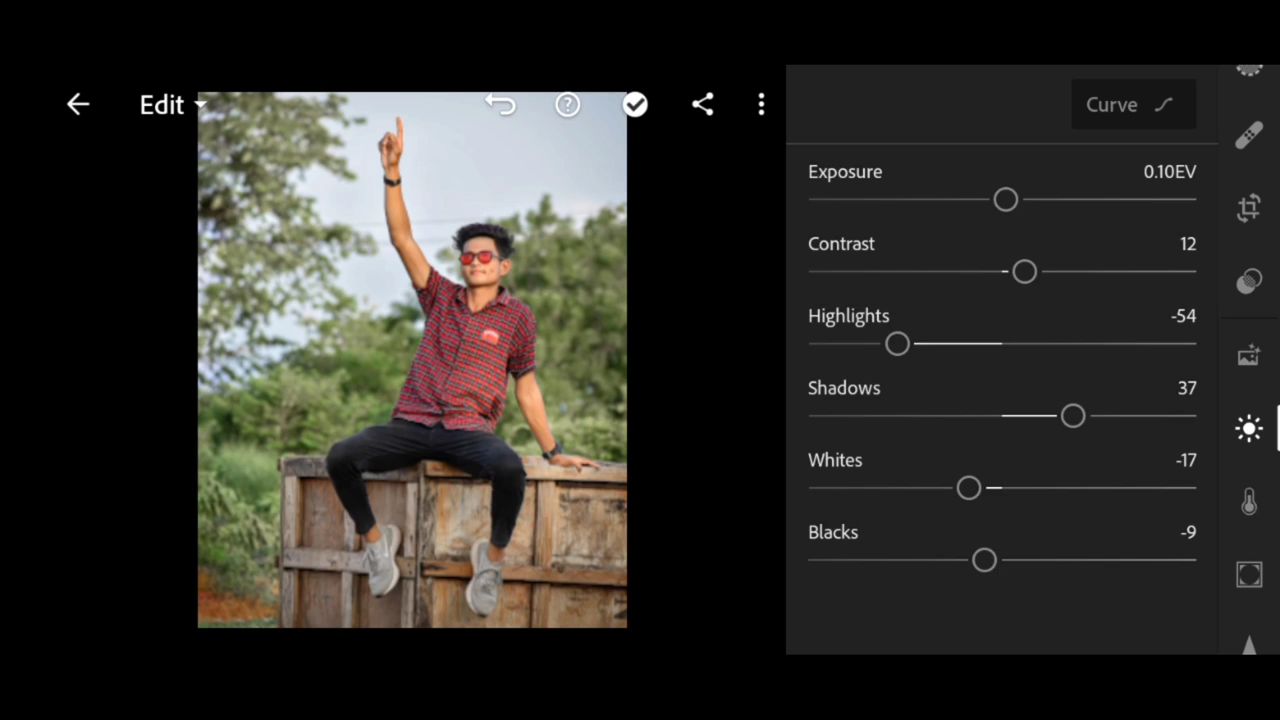 Edit
Curve
Exposure 0.10EV
Contrast 12
Highlights -54
Shadows 37
Whites -17
Blacks -9